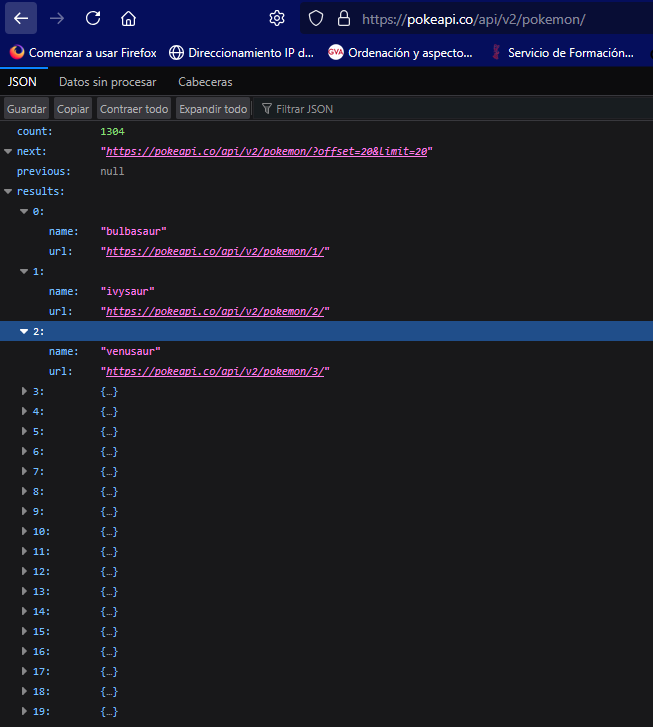 https://pokeapi.co/api/v2/pokemon/
Comenzar a usar Firefox Direccionamiento IP d... GVA Ordenación y aspecto... Servicio de Formación...
JSON Datos sin procesar Cabeceras
Guardar Copiar Contraer todo Expandir todo Filtrar JSON
count: 1304
next: "https://pokeapi.co/api/v2/pokemon/?offset=20&limit=20"
previous: null
results:
0:
name: "bulbasaur"
url: "https://pokeapi.co/api/v2/pokemon/1/"
1:
name: "ivysaur"
url: "https://pokeapi.co/api/v2/pokemon/2/"
2:
name: "venusaur"
url: "https://pokeapi.co/api/v2/pokemon/3/"
3: {…}
4: {…}
5: {…}
6: {…}
7: {…}
8: {…}
9: {…}
10: {…}
11: {…}
12: {…}
13: {…}
14: {…}
15: {…}
16: {…}
17: {…}
18: {…}
19: {…}